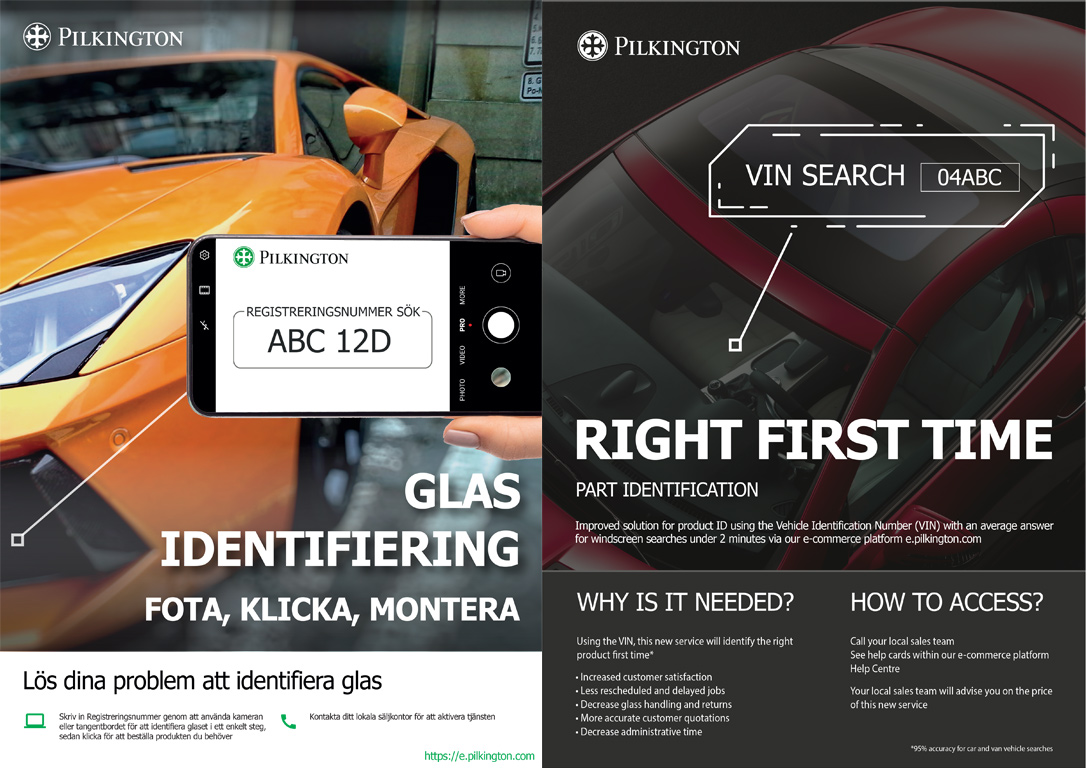 PILKINGTON
PILKINGTON
REGISTRERINGSNUMMER SÖK
ABC 12D
MORE
PRO
VIDEO
PHOTO
GLAS
IDENTIFIERING
FOTA, KLICKA, MONTERA
Lös dina problem att identifiera glas
Skriv in Registreringsnummer genom att använda kameran
eller tangentbordet för att identifiera glaset i ett enkelt steg,
sedan klicka för att beställa produkten du behöver
Kontakta ditt lokala säljkontor för att aktivera tjänsten
https://e.pilkington.com
PILKINGTON
VIN SEARCH 04ABC
RIGHT FIRST TIME
PART IDENTIFICATION
Improved solution for product ID using the Vehicle Identification Number (VIN) with an average answer
for windscreen searches under 2 minutes via our e-commerce platform e.pilkington.com
WHY IS IT NEEDED?
Using the VIN, this new service will identify the right
product first time*
• Increased customer satisfaction
• Less rescheduled and delayed jobs
• Decrease glass handling and returns
• More accurate customer quotations
• Decrease administrative time
HOW TO ACCESS?
Call your local sales team
See help cards within our e-commerce platform
Help Centre
Your local sales team will advise you on the price
of this new service
*95% accuracy for car and van vehicle searches